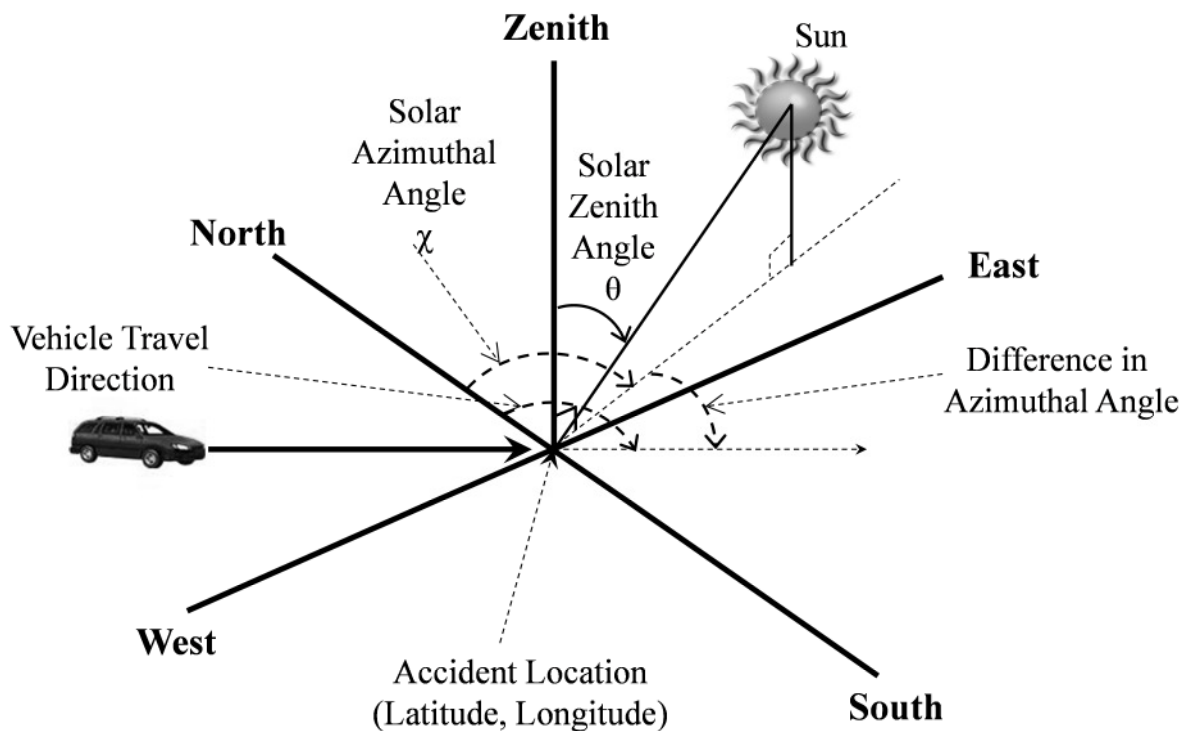 Zenith
Sun
Solar
Azimuthal
Angle
χ
Solar
Zenith
Angle
θ
North
East
Vehicle Travel
Direction
Difference in
Azimuthal Angle
West
Accident Location
(Latitude, Longitude)
South